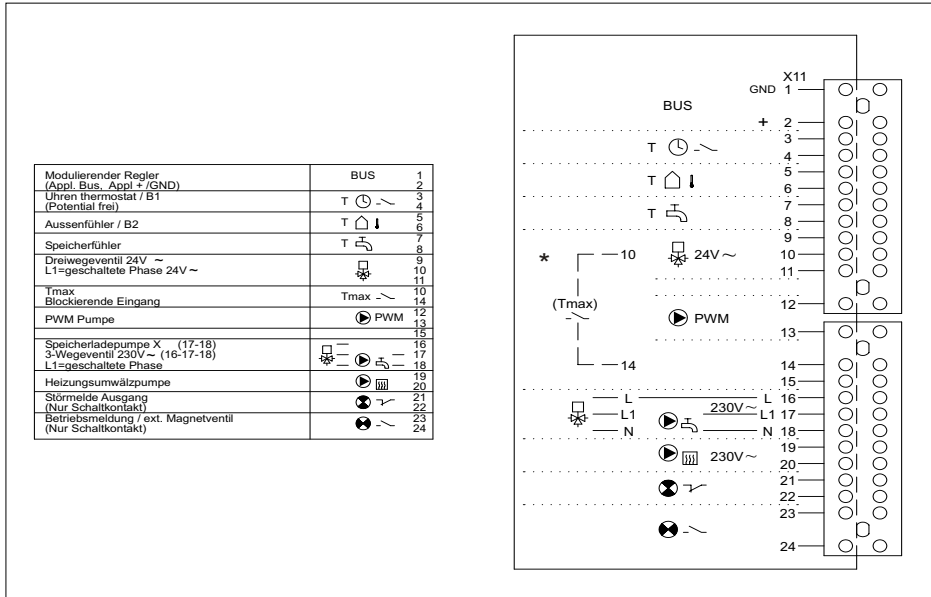 Modulierender Regler BUS 1
(Appl. Bus, Appl + /GND) 2
Uhren thermostat / B1 T 3
(Potential frei) 4
Aussenfühler / B2 T 5
6
Speicherfühler T 7
8
Dreiwegeventil 24V ~ 9
L1=geschaltete Phase 24V ~ 10
11
Tmax Tmax 10
Blockierende Eingang 14
PWM Pumpe PWM 12
13
15
Speicherladepumpe X (17-18) 16
3-Wegeventil 230V ~ (16-17-18) 17
L1=geschaltete Phase 18
Heizungsumwälzpumpe 19
20
Störmelde Ausgang 21
(Nur Schaltkontakt) 22
Betriebsmeldung / ext. Magnetventil 23
(Nur Schaltkontakt) 24
X11
GND 1
BUS
+ 2
3
T
4
5
T
6
7
T
8
9
* 10 24V ~ 10
11
(Tmax) 12
PWM
13
14 14
15
L L 16
230V ~
L1 L1 17
N N 18
19
230V ~
20
21
22
23
24